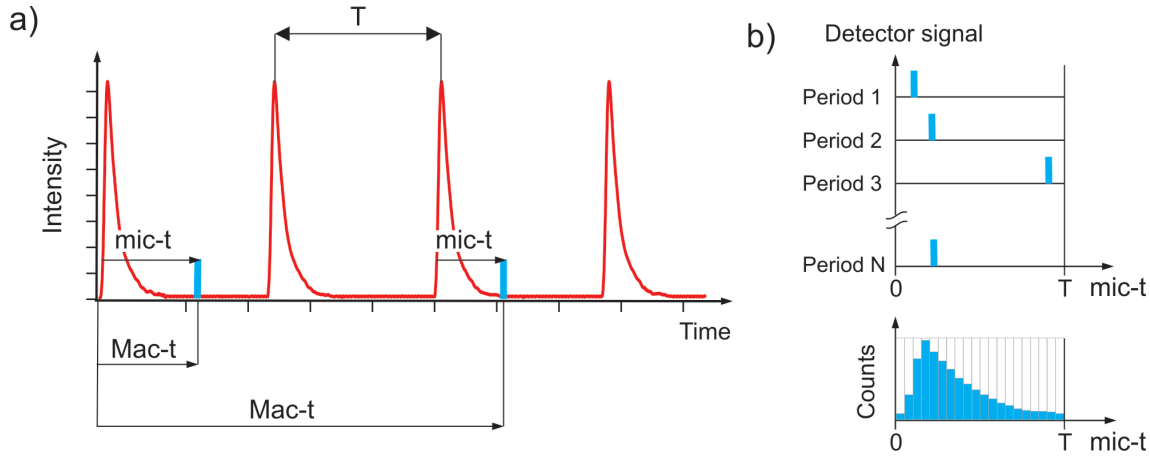 a)
T
Intensity
mic-t
mic-t
Time
Mac-t
Mac-t
b)
Detector signal
Period 1
Period 2
Period 3
Period N
0
T
mic-t
Counts
0
T
mic-t